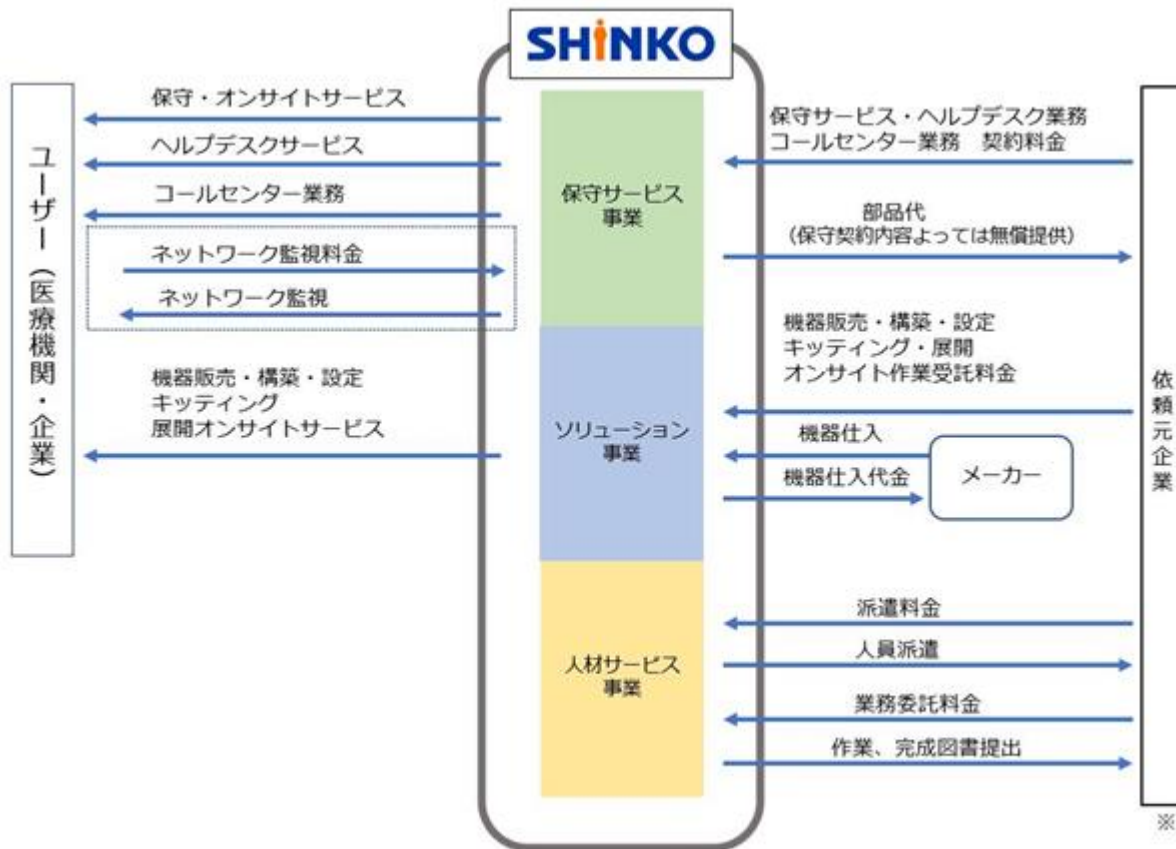 SHiNKO
ユーザー（医療機関・企業）
保守・オンサイトサービス
ヘルプデスクサービス
コールセンター業務
ネットワーク監視料金
ネットワーク監視
機器販売・構築・設定
キッティング
展開オンサイトサービス
保守サービス
事業
ソリューション
事業
人材サービス
事業
保守サービス・ヘルプデスク業務
コールセンター業務　契約料金
部品代
（保守契約内容よっては無償提供）
機器販売・構築・設定
キッティング・展開
オンサイト作業受託料金
機器仕入
機器仕入代金
メーカー
派遣料金
人員派遣
業務委託料金
作業、完成図書提出
依頼元企業
※